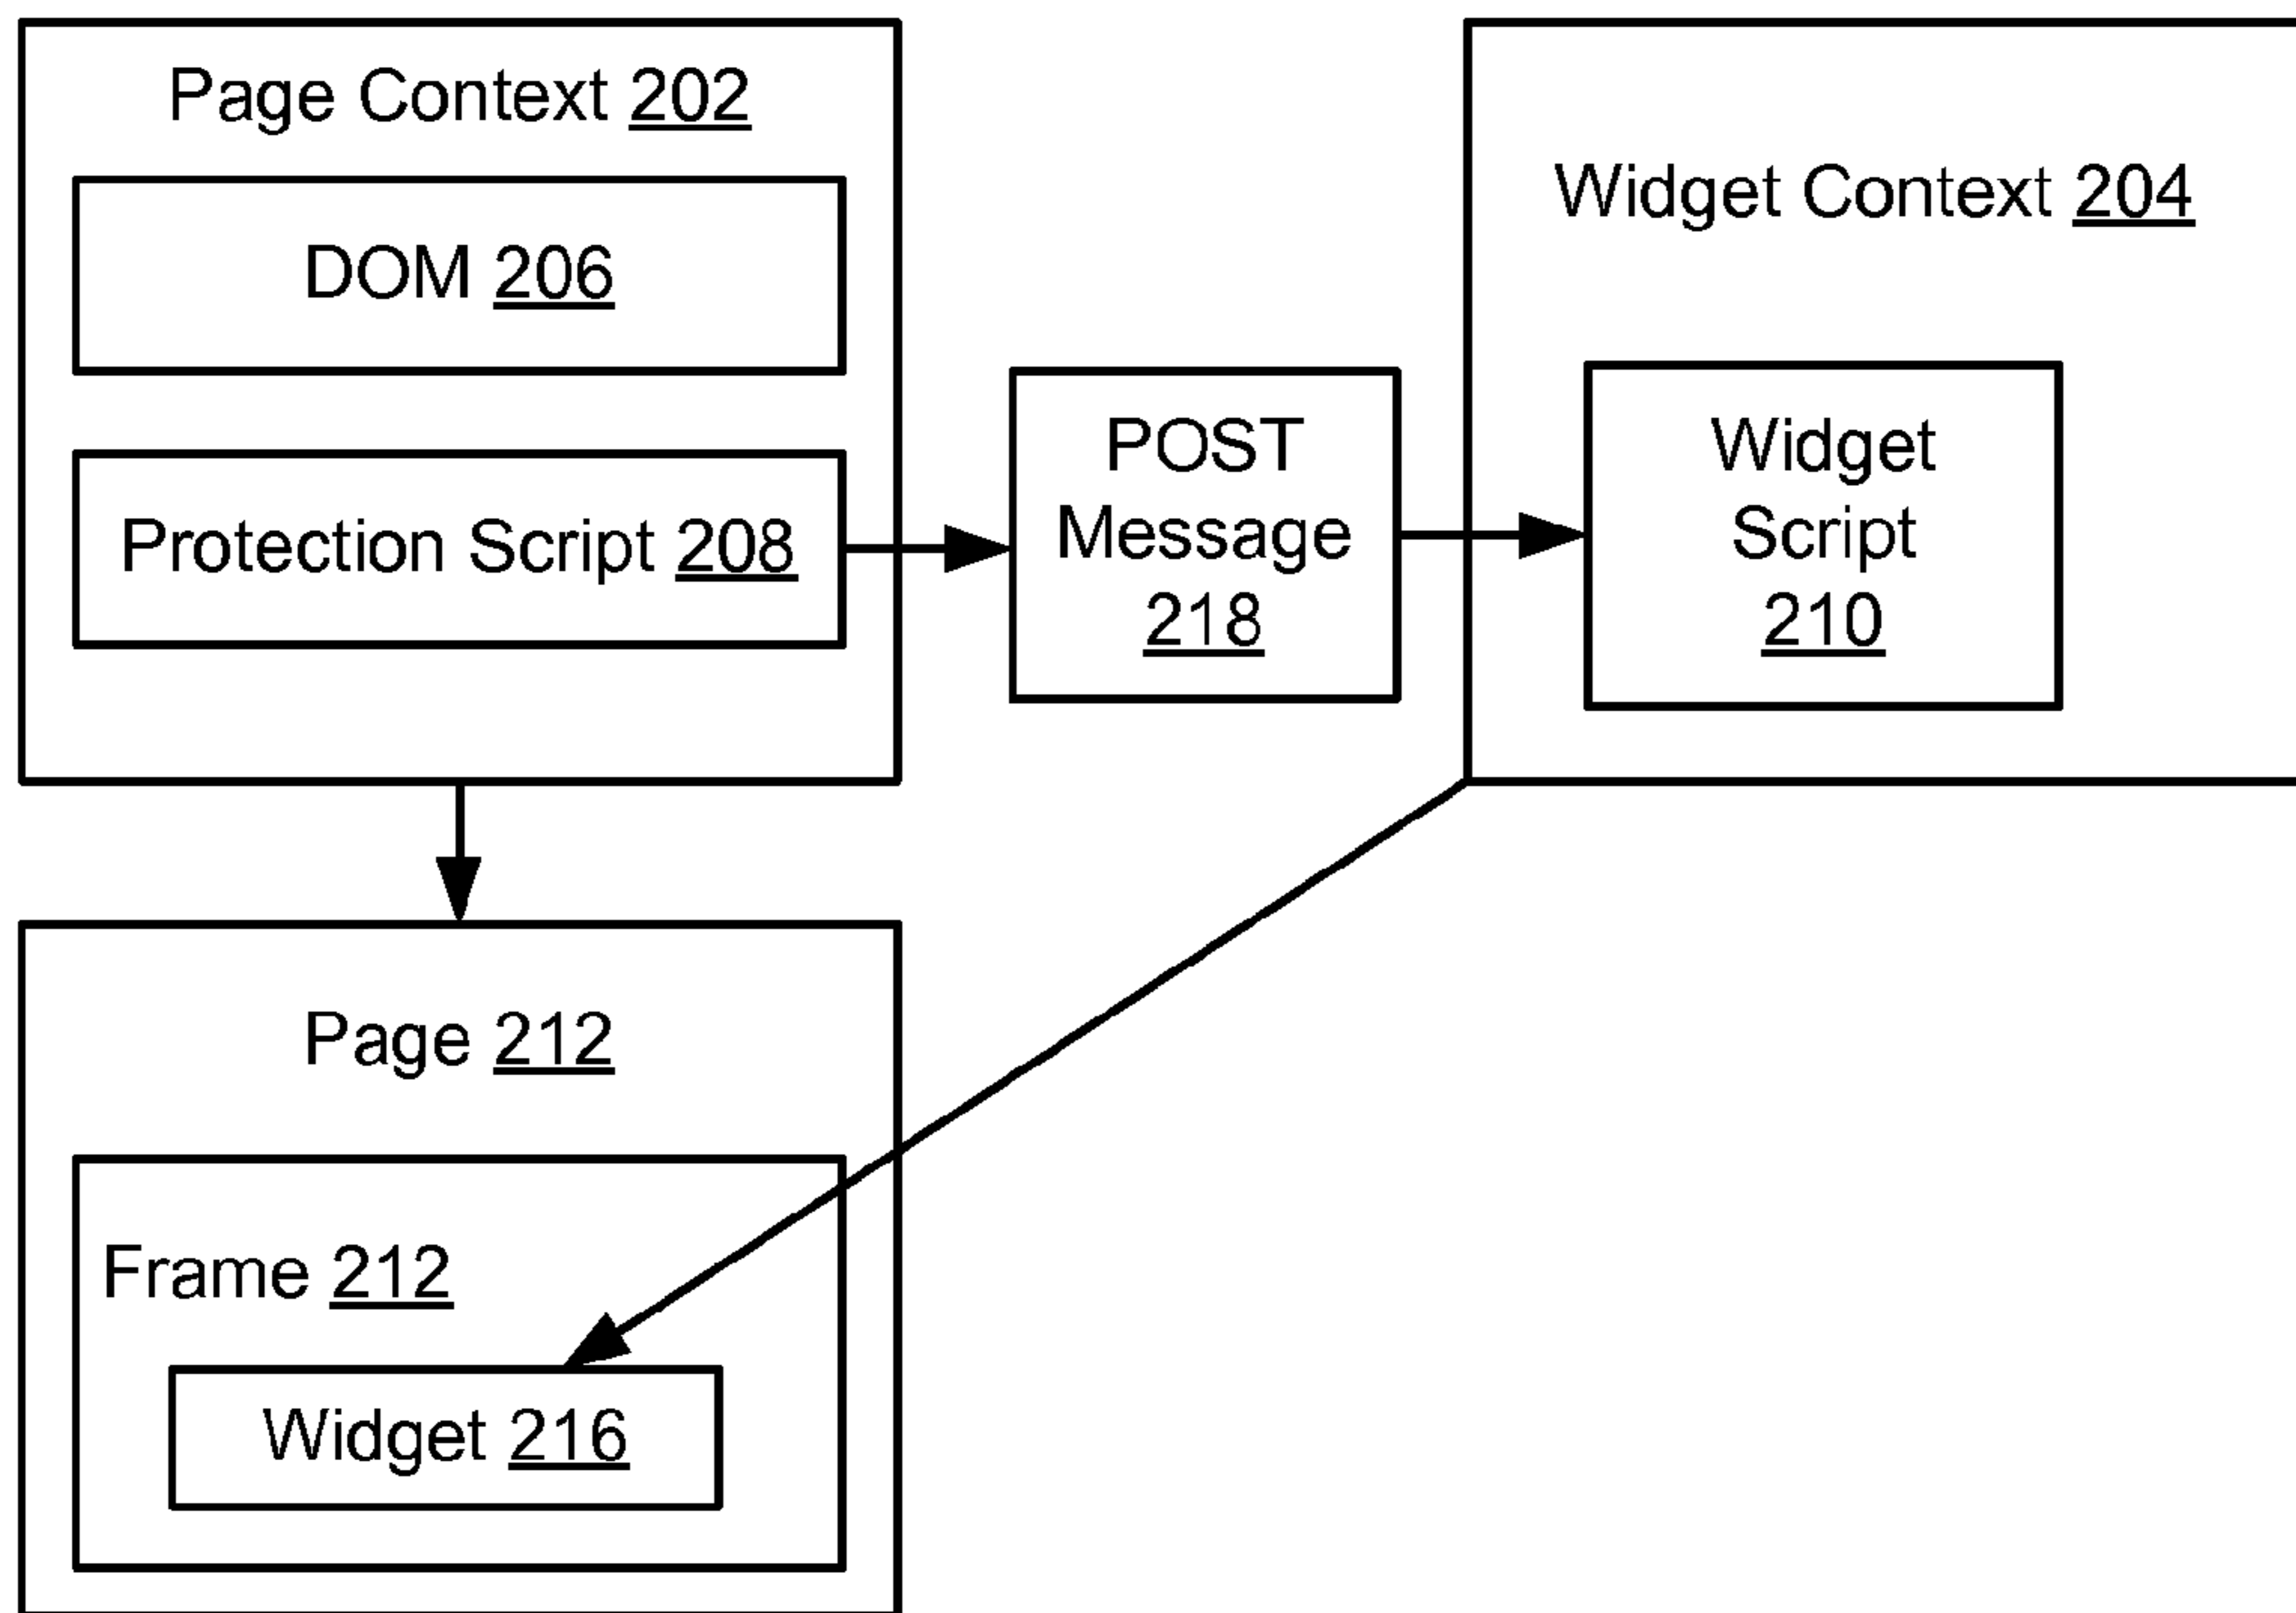 Page Context 202
DOM 206
Protection Script 208
POST
Message
218
Widget Context 204
Widget
Script
210
Page 212
Frame 212
Widget 216